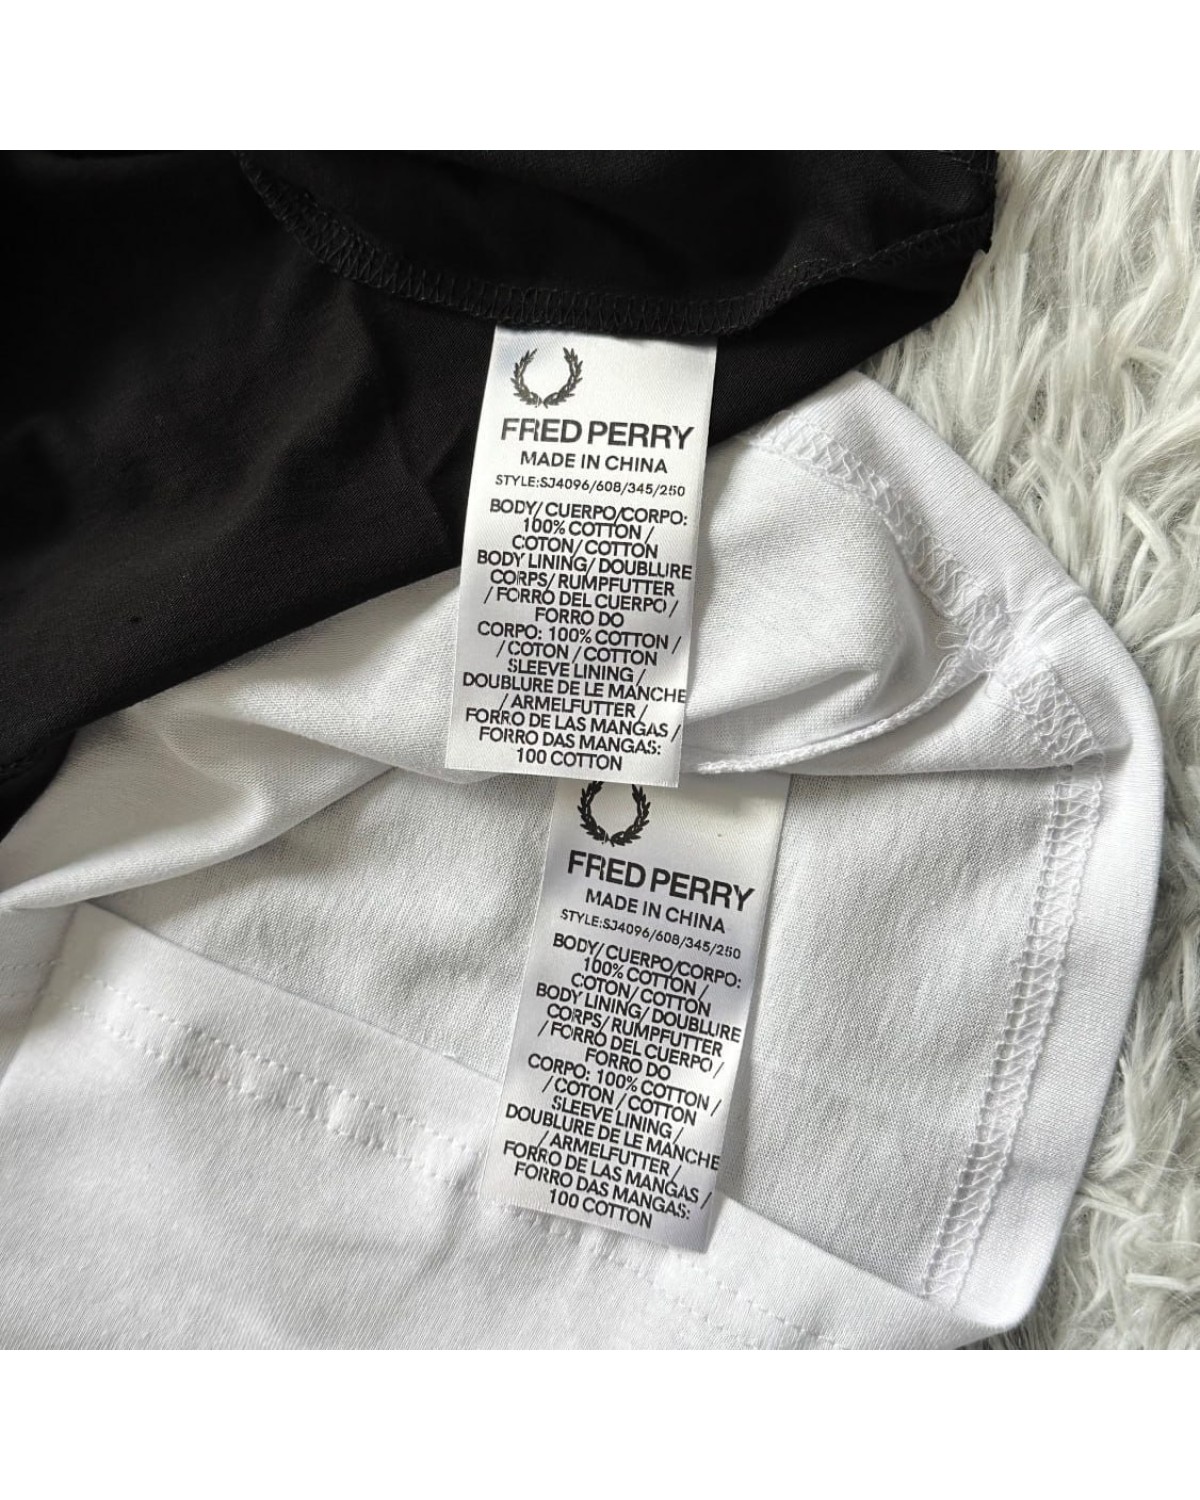 FRED PERRY
MADE IN CHINA
STYLE:SJ4096/608/345/250
BODY/ CUERPO/CORPO:
100% COTTON /
COTON/COTTON
BODY LINING/ DOUBLURE
CORPS/ RUMPFUTTER
/ FORRO DEL CUERPO /
FORRO DO
CORPO: 100% COTTON /
/ COTON /COTTON
SLEEVE LINING /
DOUBLURE DE LE MANCHE
/ ARMELFUTTER /
FORRO DE LAS MANGAS /
FORRO DAS MANGAS:
100 COTTON
FRED PERRY
MADE IN CHINA
STYLE:SJ4096/608/345/250
BODY/ CUERPO/CORPO:
100% COTTON /
COTON/COTTON
BODY LINING/ DOUBLURE
CORPS/ RUMPFUTTER
/ FORRO DEL CUERPO /
FORRO DO
CORPO: 100% COTTON /
/ COTON /COTTON
SLEEVE LINING /
DOUBLURE DE LE MANCHE
/ ARMELFUTTER /
FORRO DE LAS MANGAS /
FORRO DAS MANGAS:
100 COTTON